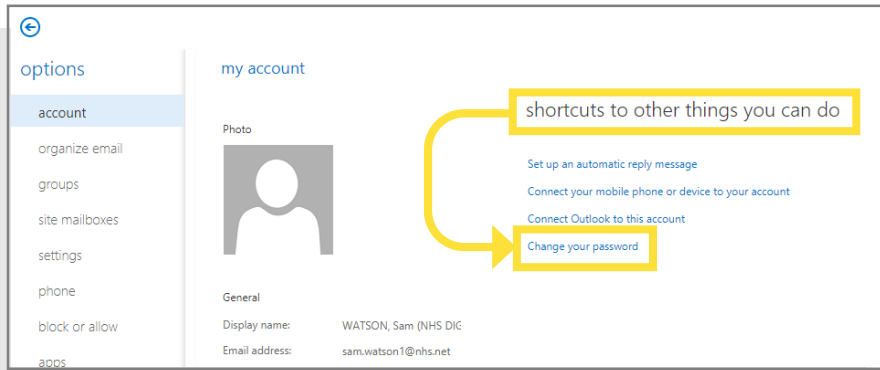 options
account
organize email
groups
site mailboxes
settings
phone
block or allow
apps
my account
Photo
General
Display name: WATSON, Sam (NHS DIG
Email address: sam.watson1@nhs.net
shortcuts to other things you can do
Set up an automatic reply message
Connect your mobile phone or device to your account
Connect Outlook to this account
Change your password